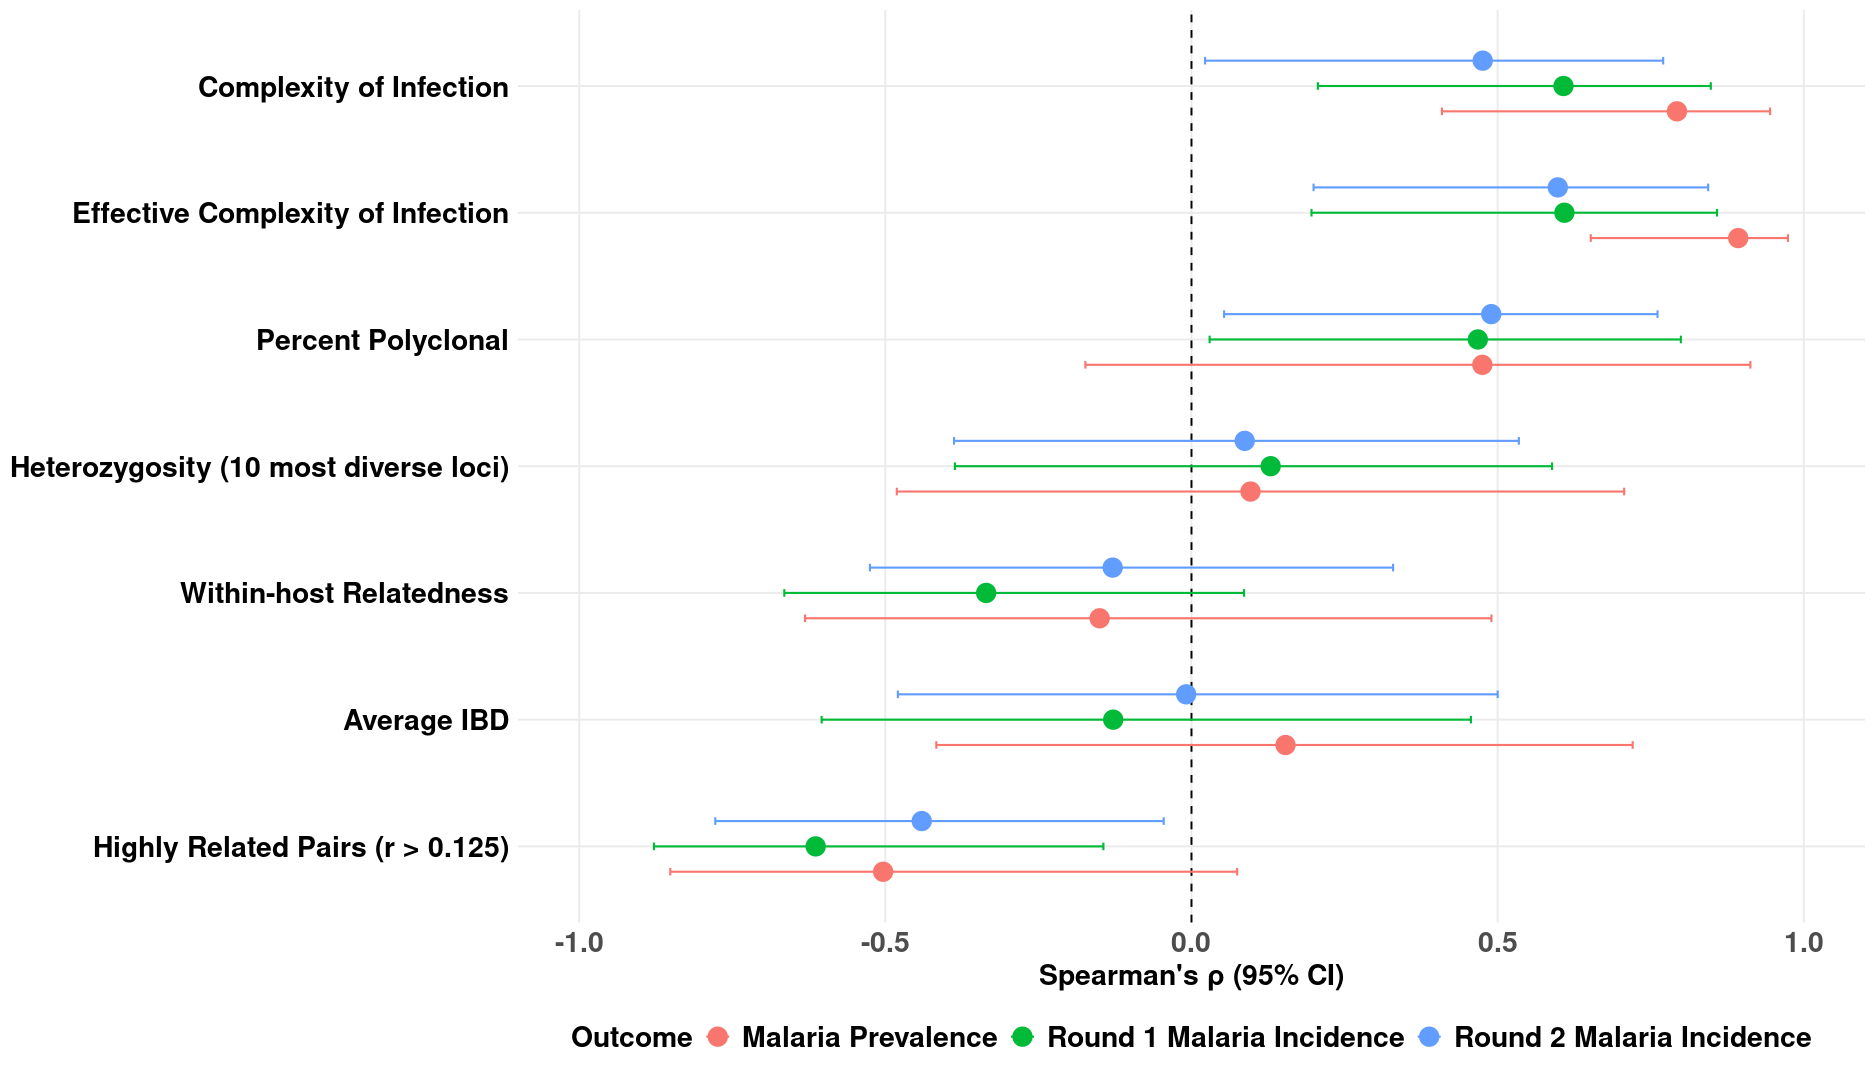 Complexity of Infection
Effective Complexity of Infection
Percent Polyclonal
Heterozygosity (10 most diverse loci)
Within-host Relatedness
Average IBD
Highly Related Pairs (r > 0.125)
-1.0 -0.5 0.0 0.5 1.0
Spearman's ρ (95% CI)
Outcome Malaria Prevalence Round 1 Malaria Incidence Round 2 Malaria Incidence